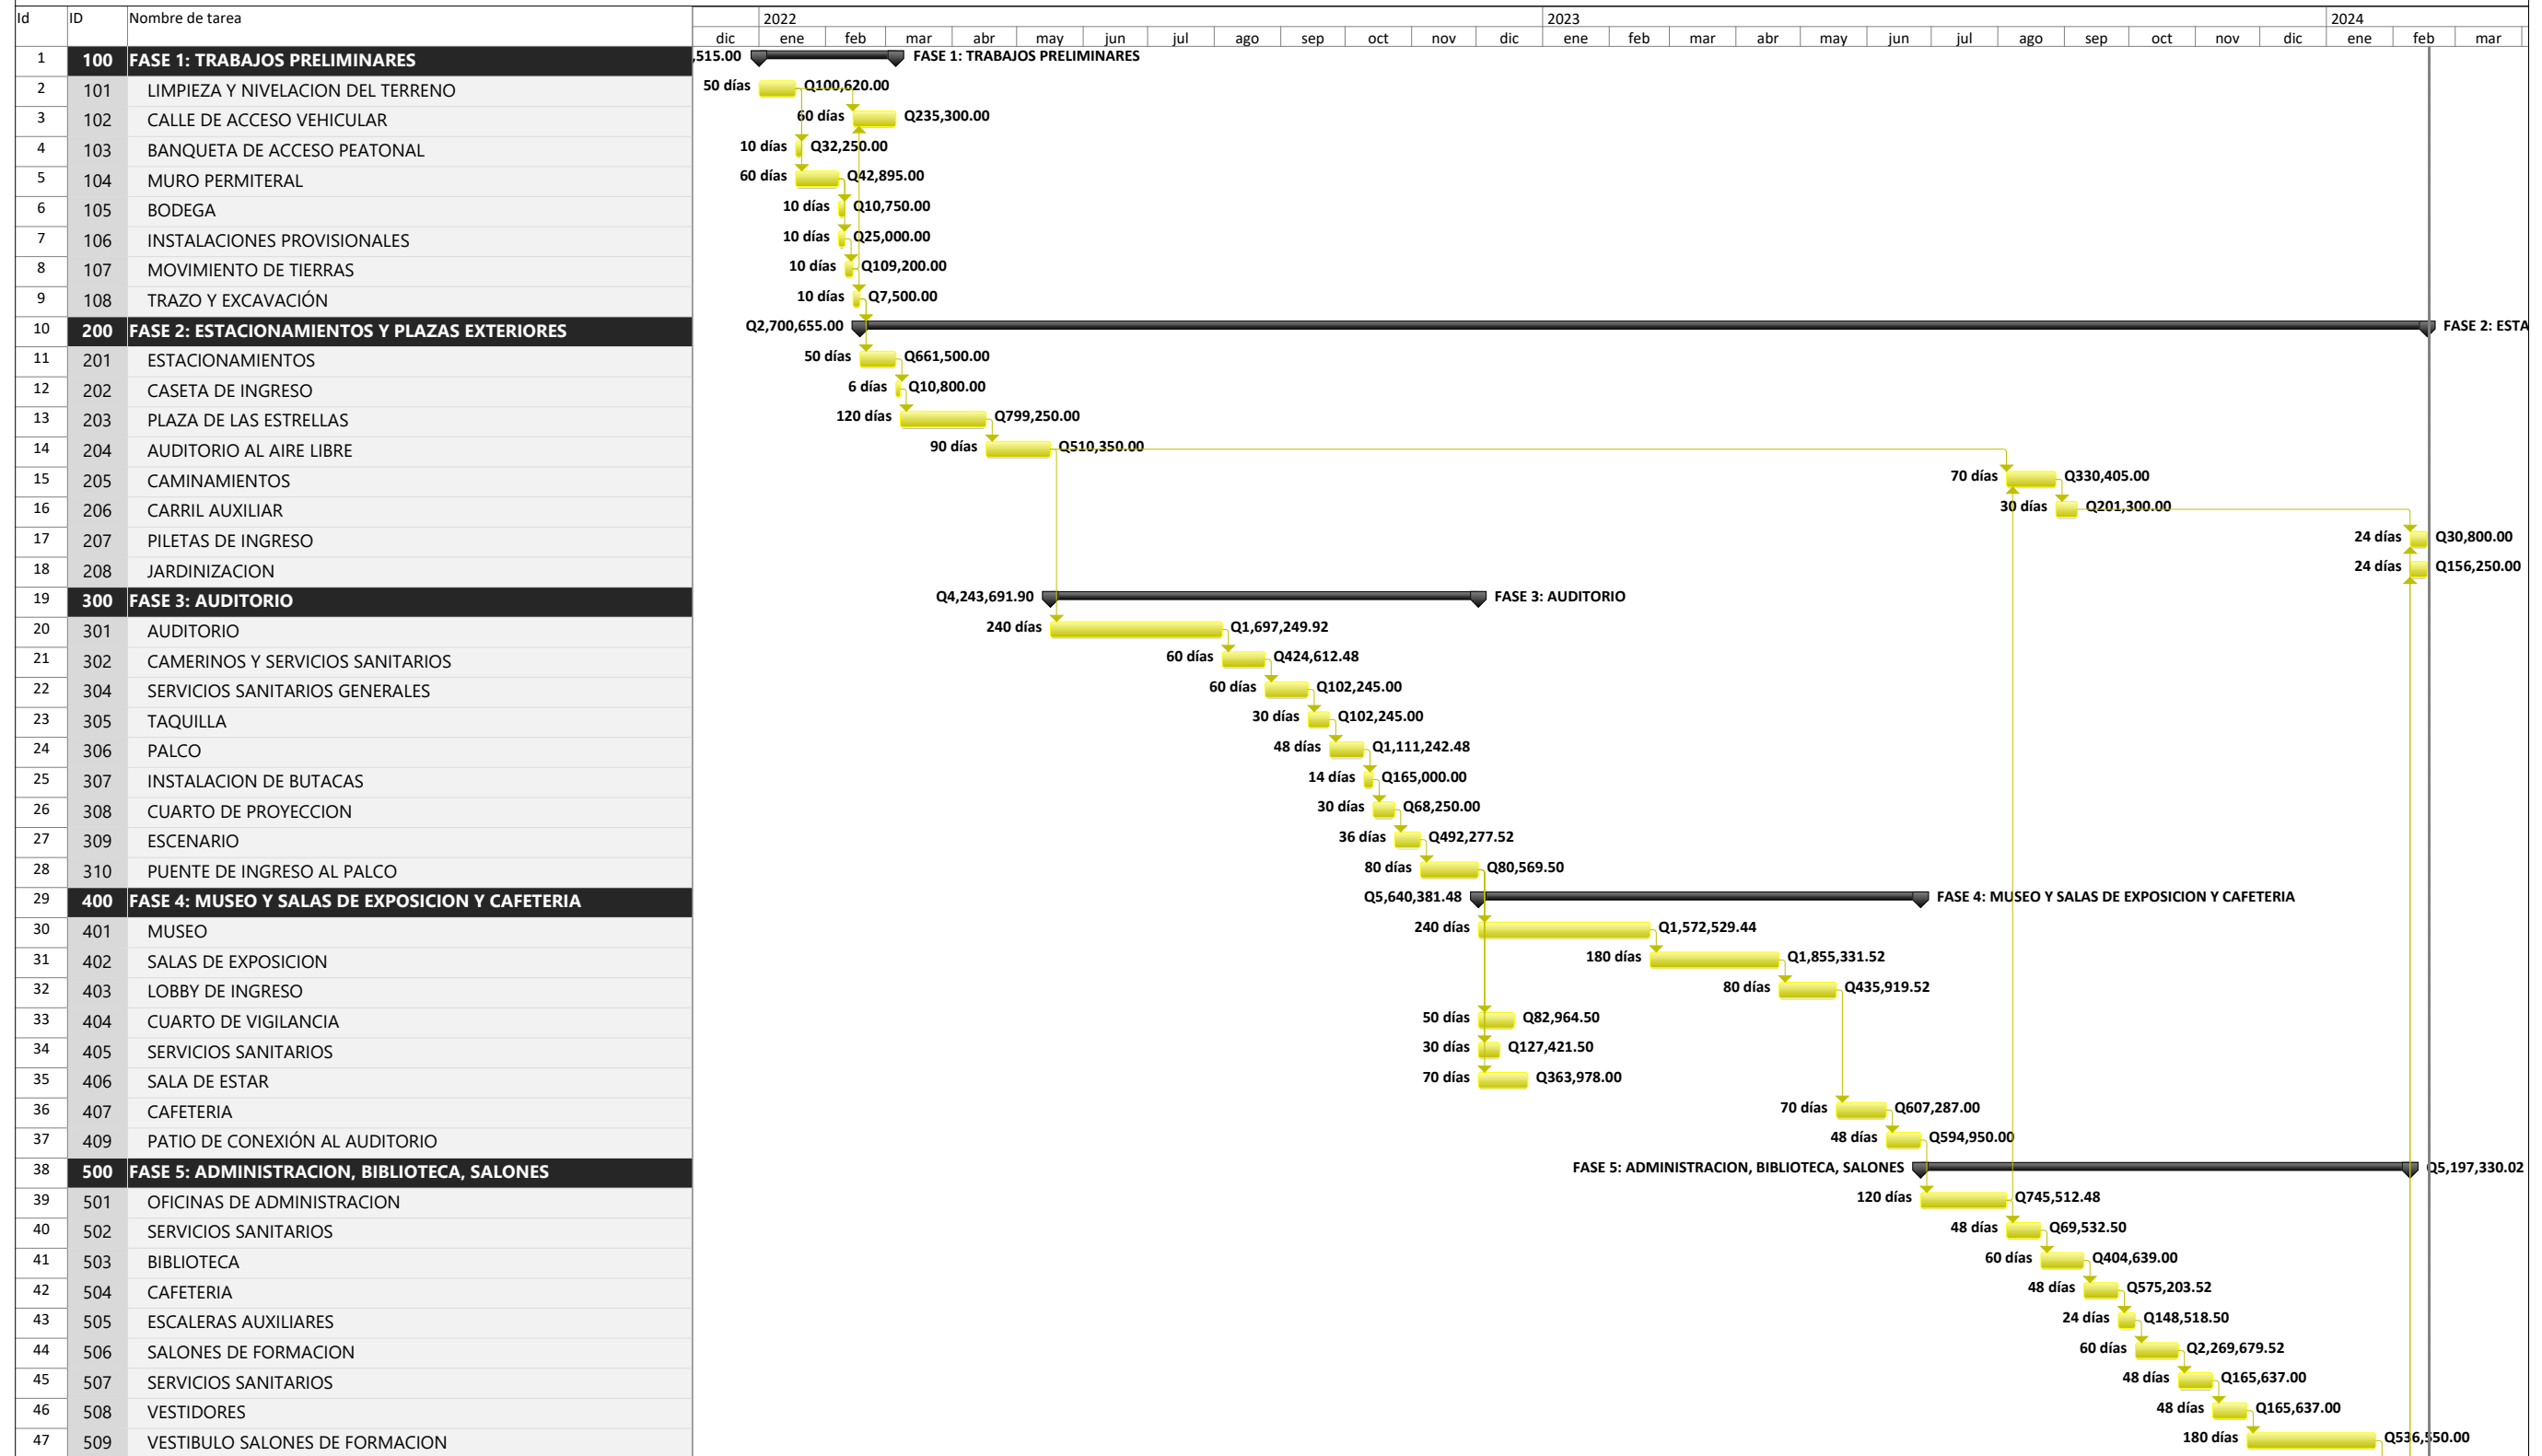 Id ID Nombre de tarea 2022 2023 2024
dic ene feb mar abr may jun jul ago sep oct nov dic ene feb mar abr may jun jul ago sep oct nov dic ene feb mar
1 100 FASE 1: TRABAJOS PRELIMINARES ,515.00 FASE 1: TRABAJOS PRELIMINARES
2 101 LIMPIEZA Y NIVELACION DEL TERRENO 50 días Q100,620.00
3 102 CALLE DE ACCESO VEHICULAR 60 días Q235,300.00
4 103 BANQUETA DE ACCESO PEATONAL 10 días Q32,250.00
5 104 MURO PERMITERAL 60 días Q42,895.00
6 105 BODEGA 10 días Q10,750.00
7 106 INSTALACIONES PROVISIONALES 10 días Q25,000.00
8 107 MOVIMIENTO DE TIERRAS 10 días Q109,200.00
9 108 TRAZO Y EXCAVACIÓN 10 días Q7,500.00
10 200 FASE 2: ESTACIONAMIENTOS Y PLAZAS EXTERIORES Q2,700,655.00 FASE 2: ESTA
11 201 ESTACIONAMIENTOS 50 días Q661,500.00
12 202 CASETA DE INGRESO 6 días Q10,800.00
13 203 PLAZA DE LAS ESTRELLAS 120 días Q799,250.00
14 204 AUDITORIO AL AIRE LIBRE 90 días Q510,350.00
15 205 CAMINAMIENTOS 70 días Q330,405.00
16 206 CARRIL AUXILIAR 30 días Q201,300.00
17 207 PILETAS DE INGRESO 24 días Q30,800.00
18 208 JARDINIZACION 24 días Q156,250.00
19 300 FASE 3: AUDITORIO Q4,243,691.90 FASE 3: AUDITORIO
20 301 AUDITORIO 240 días Q1,697,249.92
21 302 CAMERINOS Y SERVICIOS SANITARIOS 60 días Q424,612.48
22 304 SERVICIOS SANITARIOS GENERALES 60 días Q102,245.00
23 305 TAQUILLA 30 días Q102,245.00
24 306 PALCO 48 días Q1,111,242.48
25 307 INSTALACION DE BUTACAS 14 días Q165,000.00
26 308 CUARTO DE PROYECCION 30 días Q68,250.00
27 309 ESCENARIO 36 días Q492,277.52
28 310 PUENTE DE INGRESO AL PALCO 80 días Q80,569.50
29 400 FASE 4: MUSEO Y SALAS DE EXPOSICION Y CAFETERIA Q5,640,381.48 FASE 4: MUSEO Y SALAS DE EXPOSICION Y CAFETERIA
30 401 MUSEO 240 días Q1,572,529.44
31 402 SALAS DE EXPOSICION 180 días Q1,855,331.52
32 403 LOBBY DE INGRESO 80 días Q435,919.52
33 404 CUARTO DE VIGILANCIA 50 días Q82,964.50
34 405 SERVICIOS SANITARIOS 30 días Q127,421.50
35 406 SALA DE ESTAR 70 días Q363,978.00
36 407 CAFETERIA 70 días Q607,287.00
37 409 PATIO DE CONEXIÓN AL AUDITORIO 48 días Q594,950.00
38 500 FASE 5: ADMINISTRACION, BIBLIOTECA, SALONES FASE 5: ADMINISTRACION, BIBLIOTECA, SALONES Q5,197,330.02
39 501 OFICINAS DE ADMINISTRACION 120 días Q745,512.48
40 502 SERVICIOS SANITARIOS 48 días Q69,532.50
41 503 BIBLIOTECA 60 días Q404,639.00
42 504 CAFETERIA 48 días Q575,203.52
43 505 ESCALERAS AUXILIARES 24 días Q148,518.50
44 506 SALONES DE FORMACION 60 días Q2,269,679.52
45 507 SERVICIOS SANITARIOS 48 días Q165,637.00
46 508 VESTIDORES 48 días Q165,637.00
47 509 VESTIBULO SALONES DE FORMACION 180 días Q536,550.00